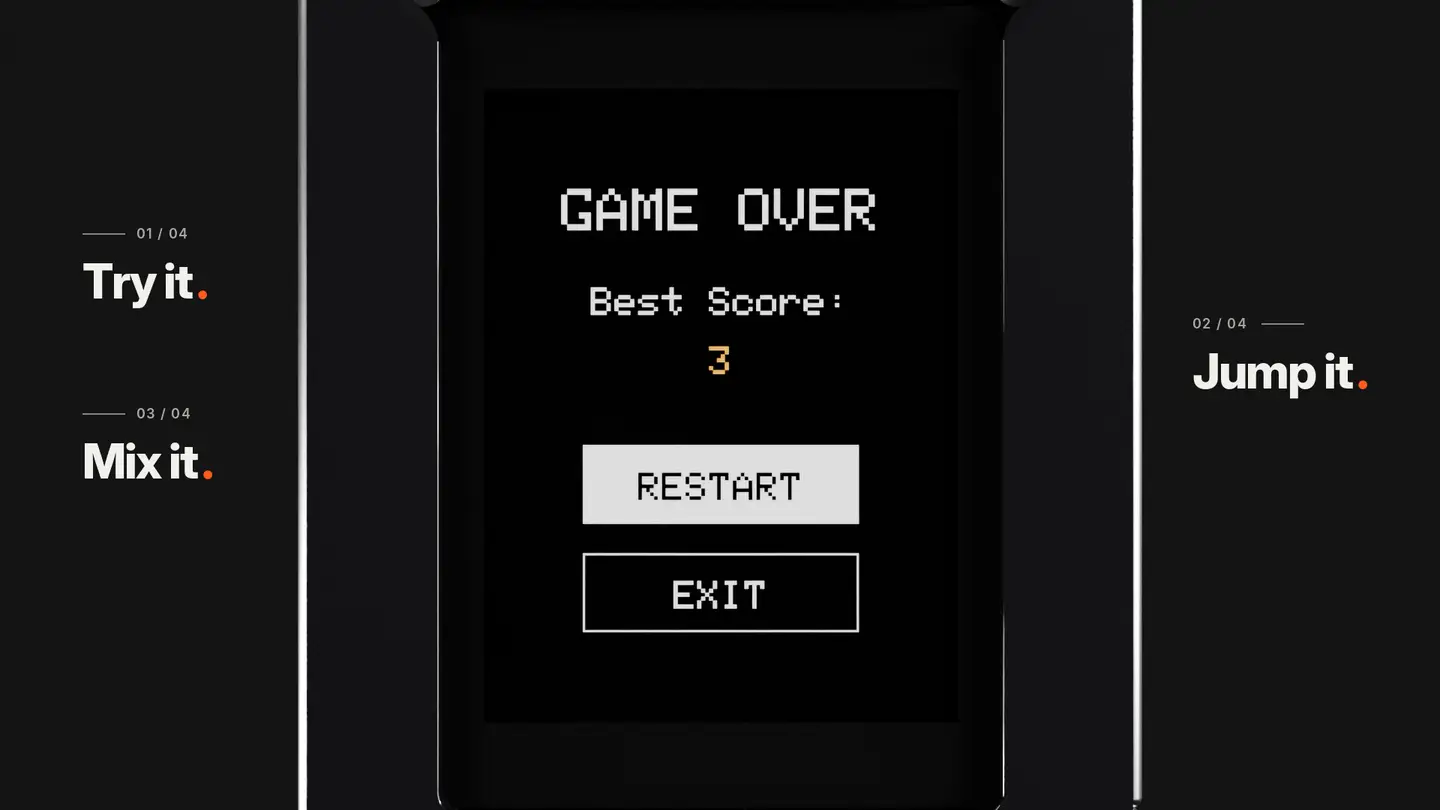 01 / 04
Try it.
02 / 04
Jump it.
03 / 04
Mix it.
GAME OVER
Best Score:
3
RESTART
EXIT